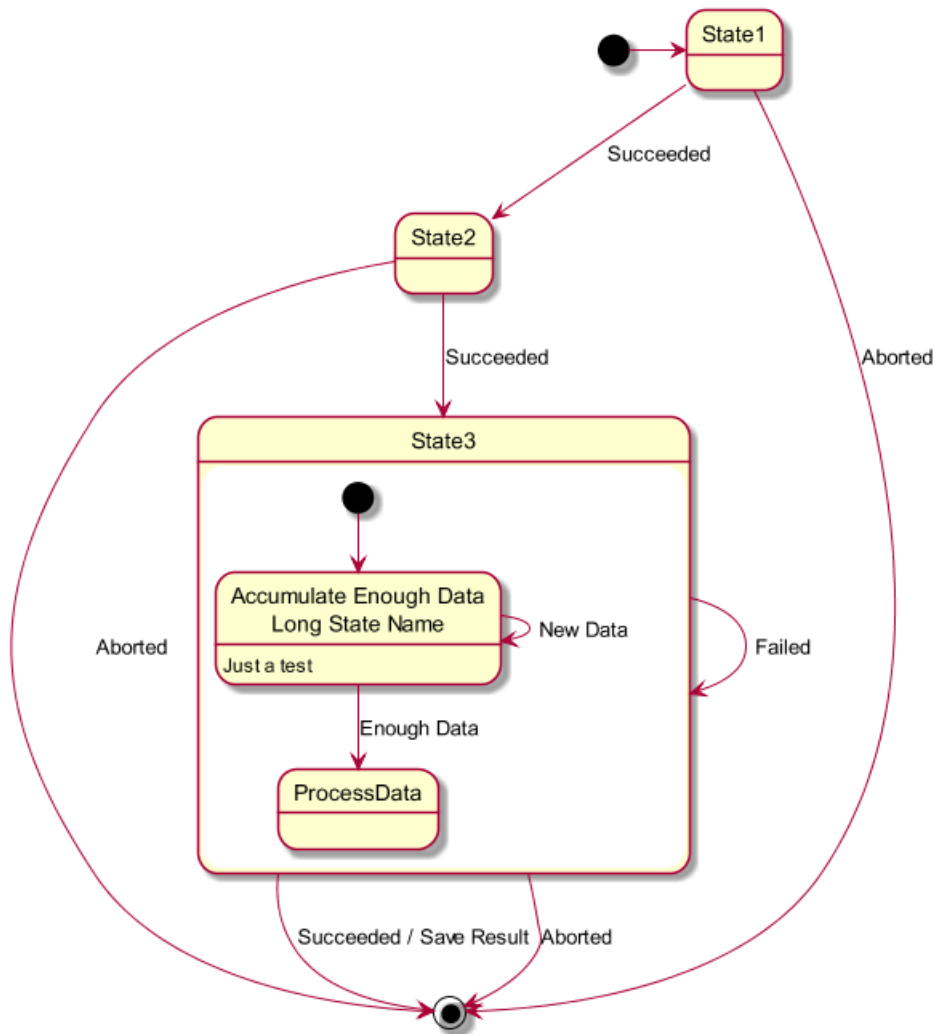 State1
Succeeded
State2
Succeeded
Aborted
State3
Accumulate Enough Data
Long State Name
New Data
Just a test
Aborted
Failed
Enough Data
ProcessData
Succeeded / Save Result
Aborted